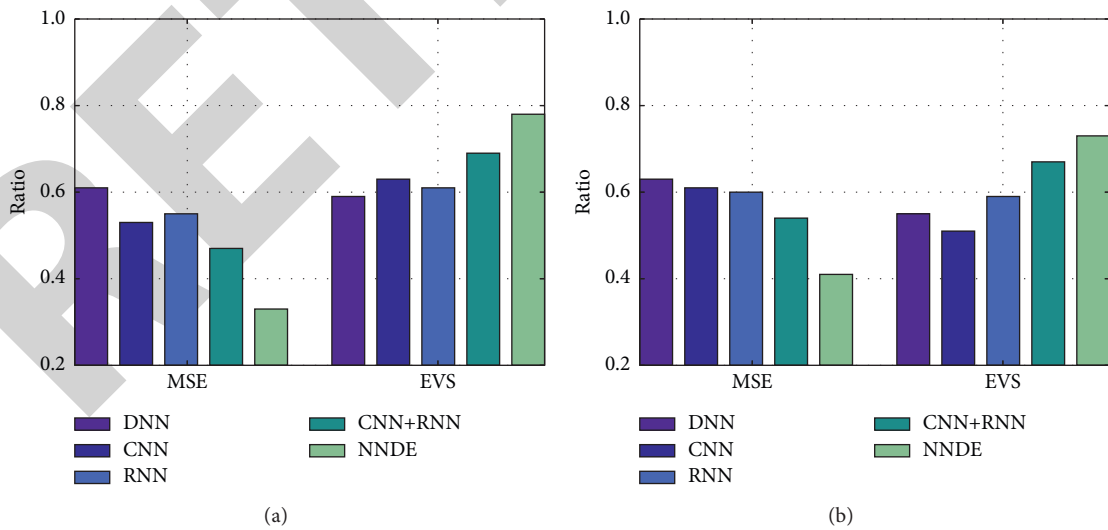 1.0
0.8
0.6
0.4
0.2
Ratio
MSE
EVS
DNN
CNN
RNN
CNN+RNN
NNDE
(a)
1.0
0.8
0.6
0.4
0.2
Ratio
MSE
EVS
DNN
CNN
RNN
CNN+RNN
NNDE
(b)